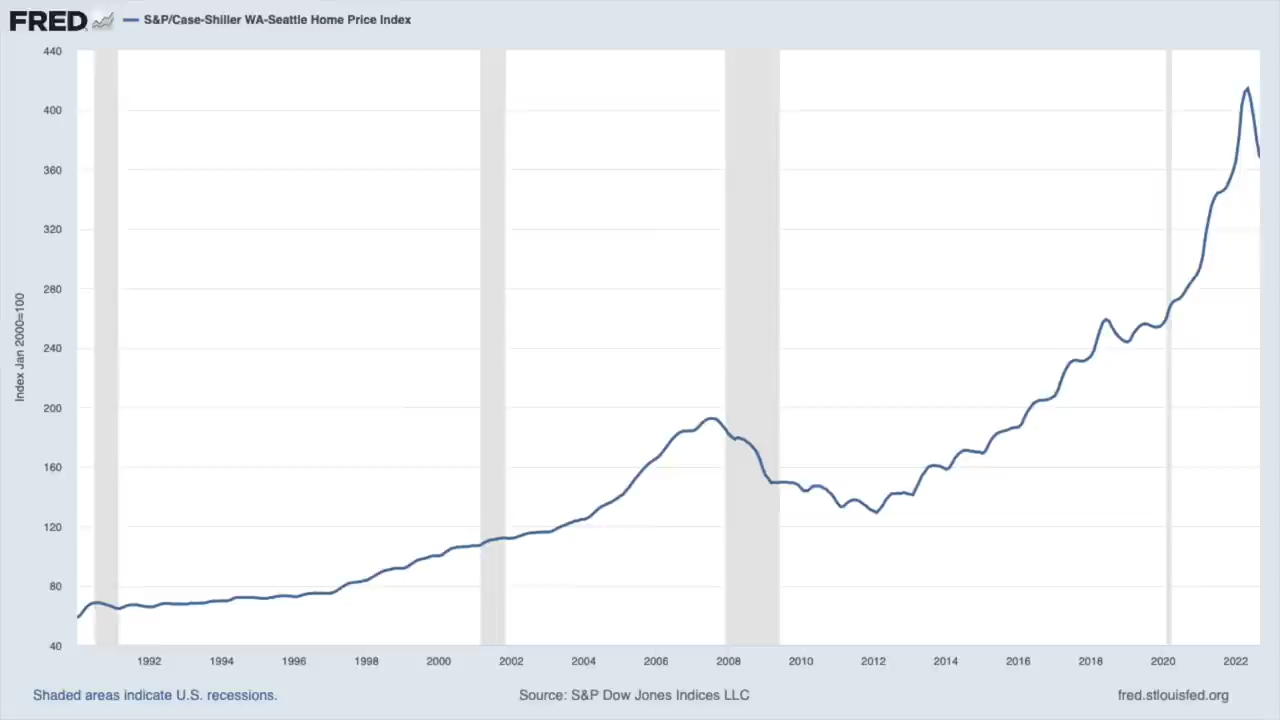 FRED S&P/Case-Shiller WA-Seattle Home Price Index
440
400
360
320
280
240
200
160
120
80
40
Index Jan 2000=100
1992 1994 1996 1998 2000 2002 2004 2006 2008 2010 2012 2014 2016 2018 2020 2022
Shaded areas indicate U.S. recessions. Source: S&P Dow Jones Indices LLC fred.stlouisfed.org